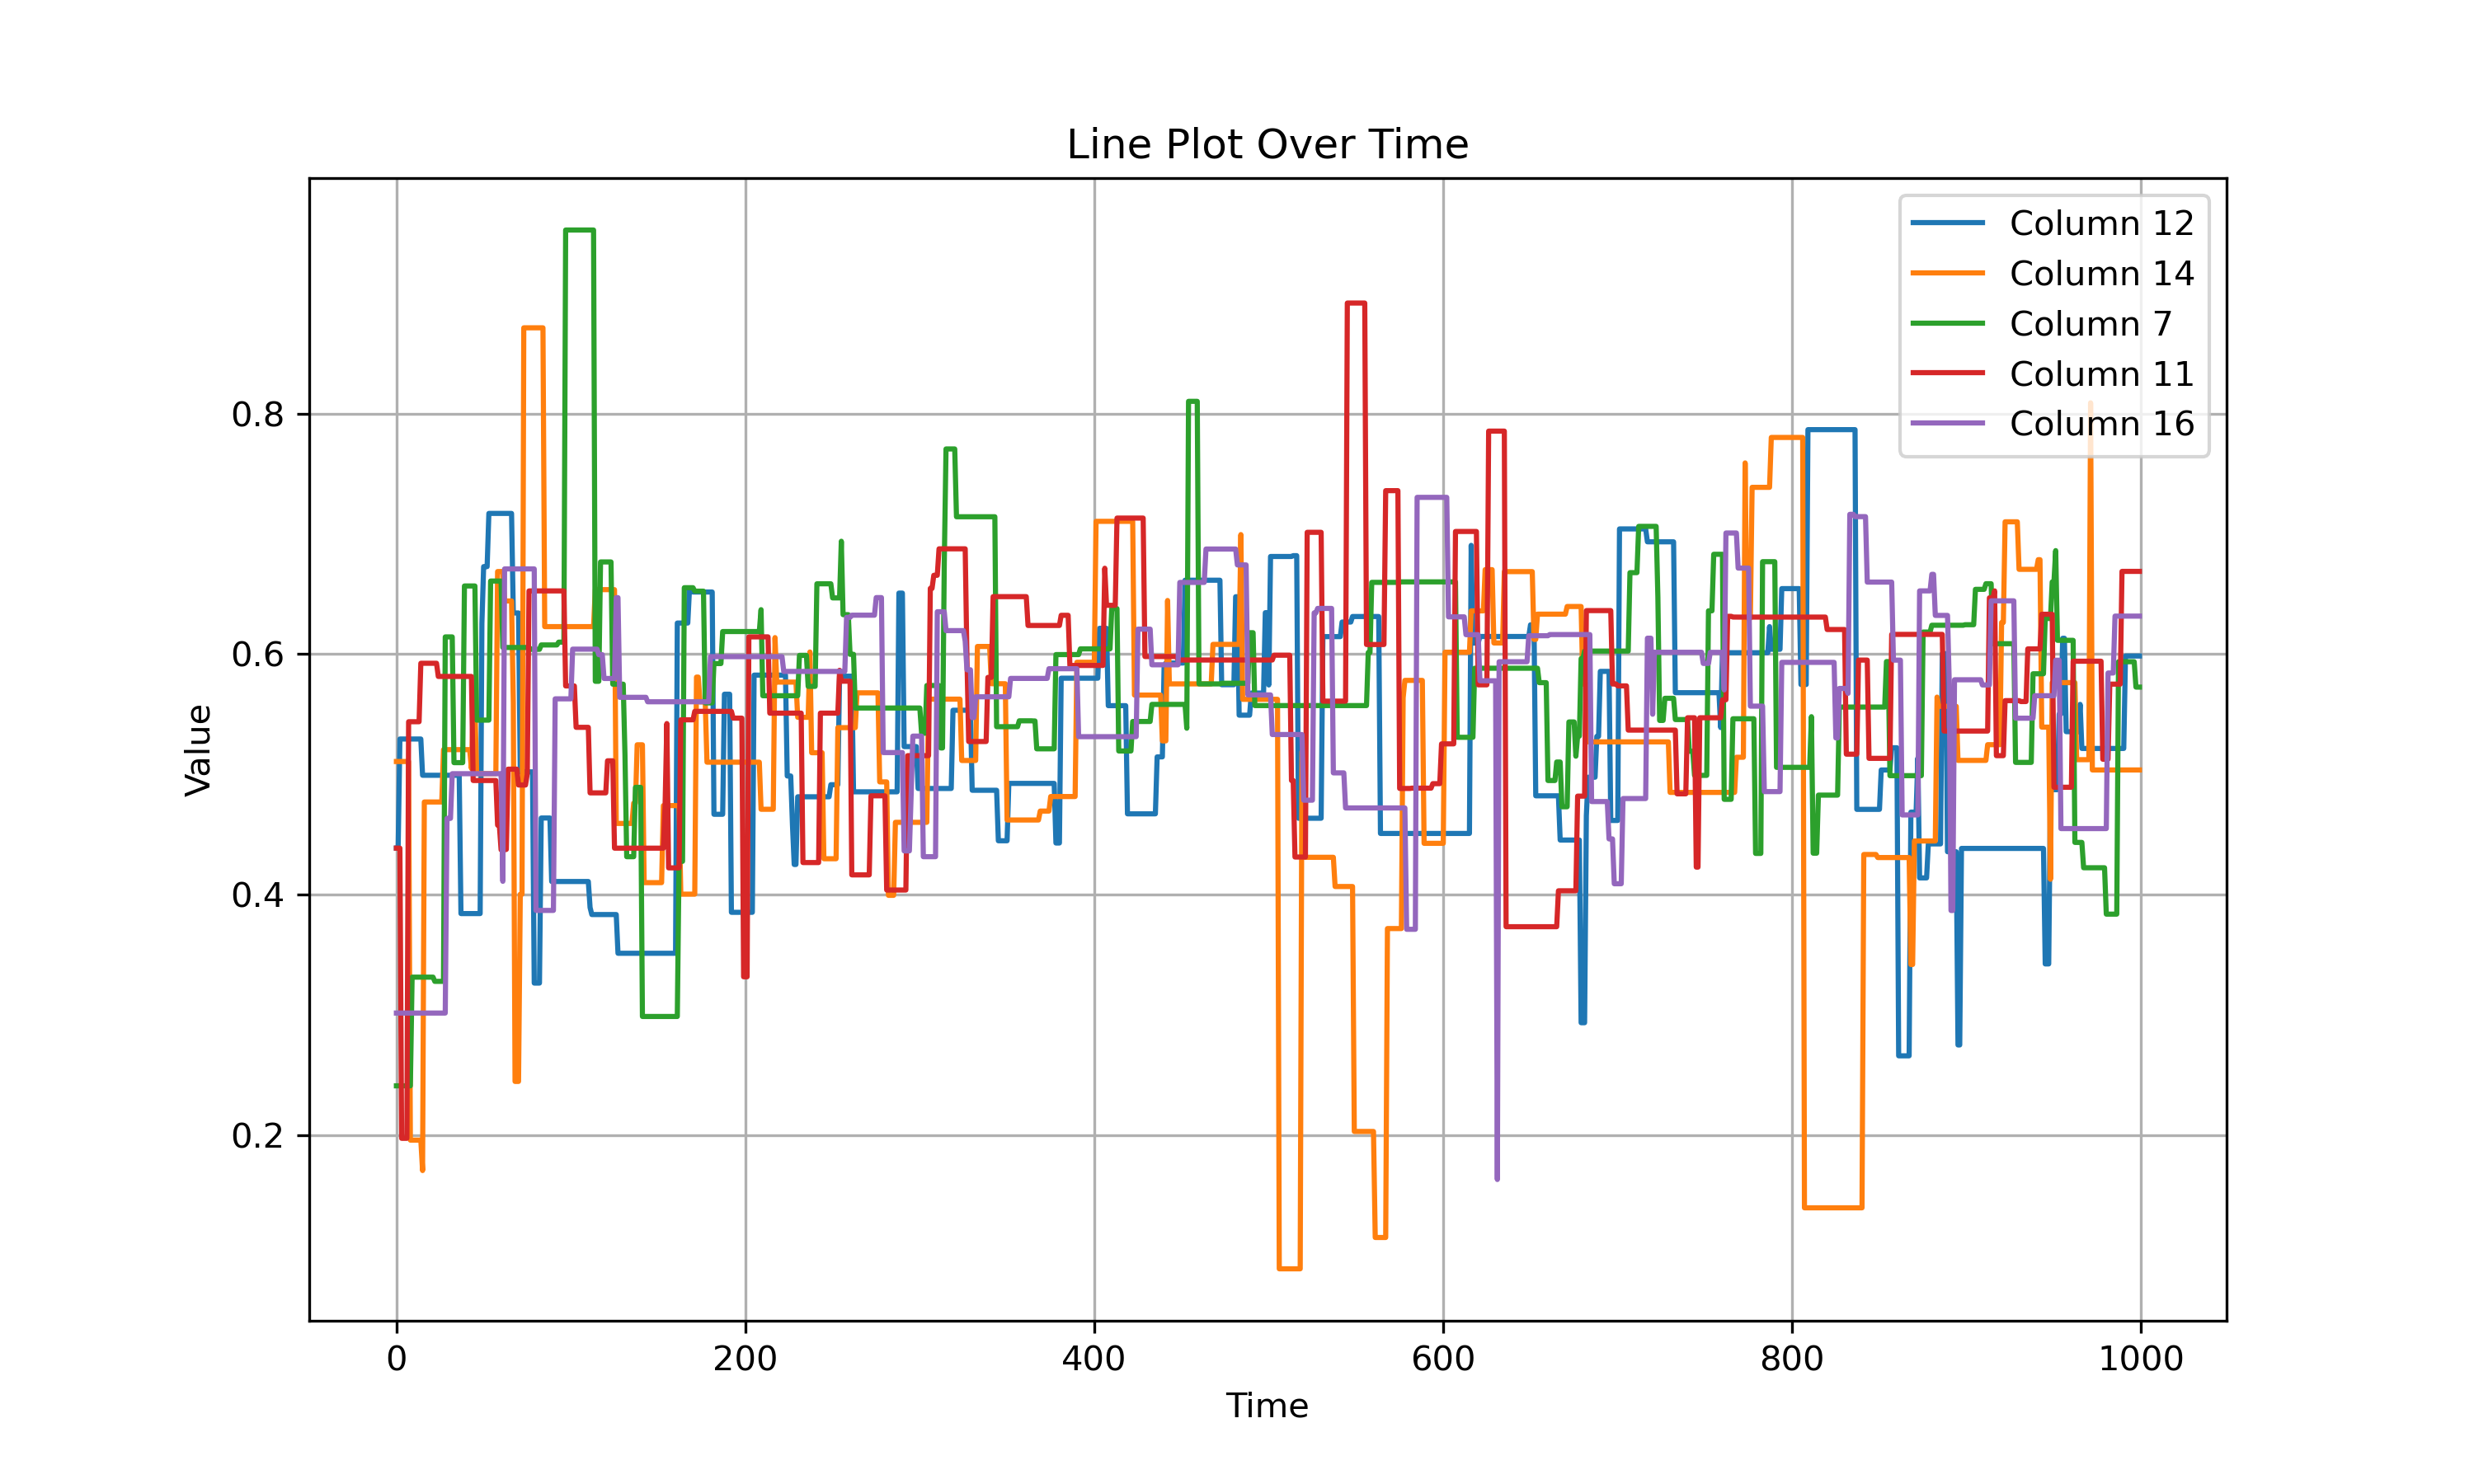 Line Plot Over Time
Column 12
Column 14
Column 7
Column 11
Column 16
0.8
0.6
0.4
0.2
Value
0
200
400
600
800
1000
Time